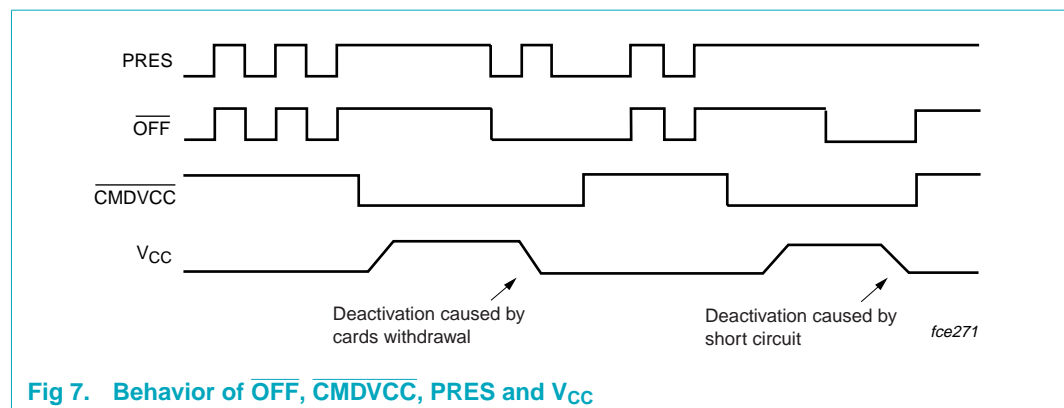 PRES
OFF
CMDVCC
VCC
Deactivation caused by
cards withdrawal
Deactivation caused by
short circuit
fce271
Fig 7. Behavior of OFF, CMDVCC, PRES and VCC